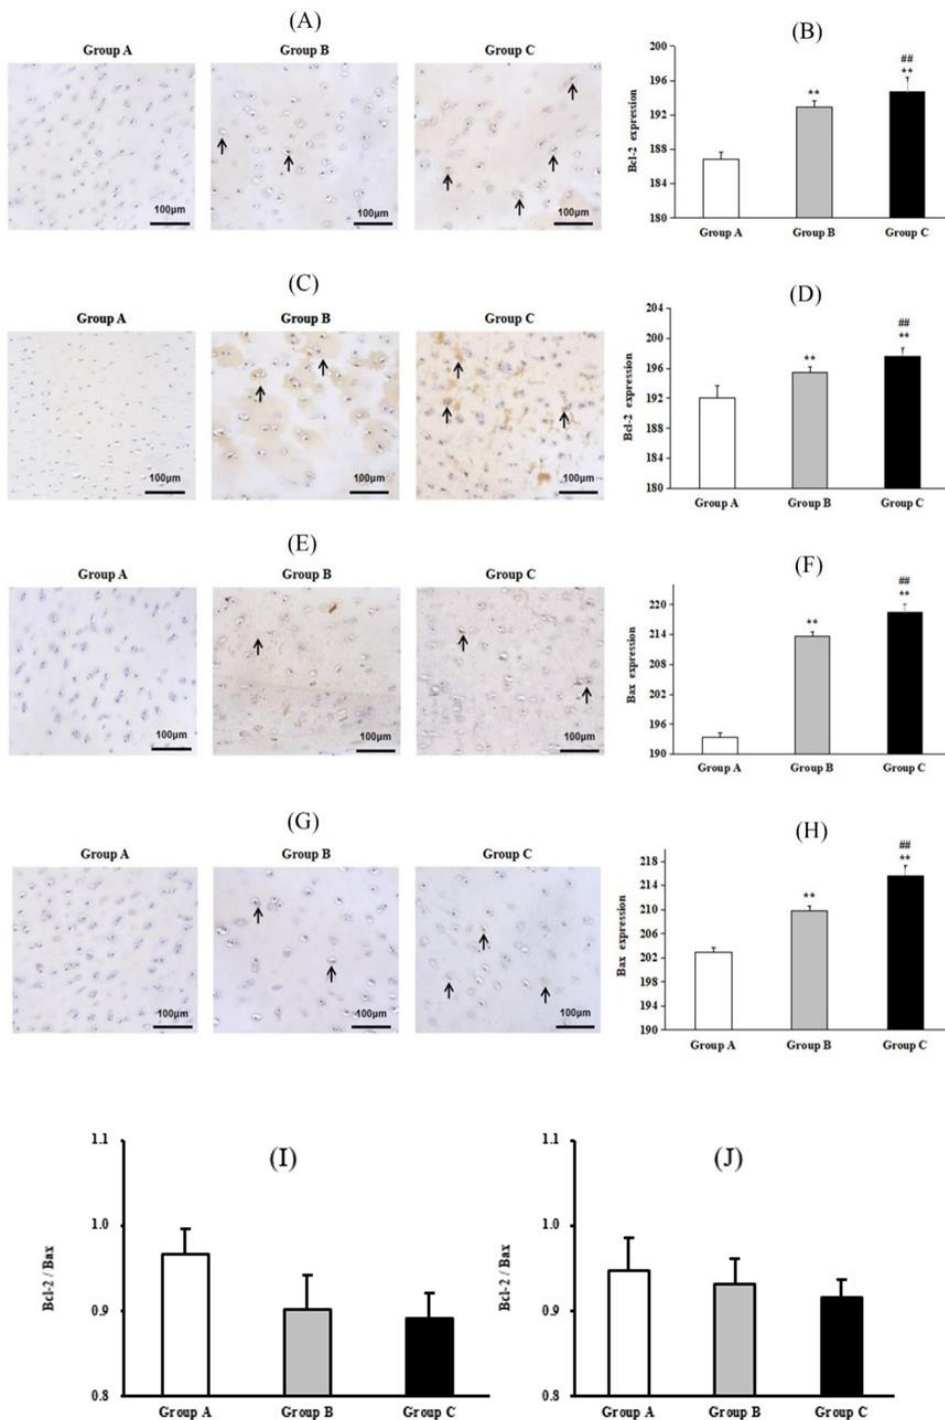 (A)
Group A
Group B
Group C
100µm
100µm
100µm
(B)
Bcl-2 expression
200
196
192
188
184
180
**
##
**
Group A
Group B
Group C
(C)
Group A
Group B
Group C
100µm
100µm
100µm
(D)
Bcl-2 expression
204
200
196
192
188
184
180
**
##
**
Group A
Group B
Group C
(E)
Group A
Group B
Group C
100µm
100µm
100µm
(F)
Bax expression
220
214
208
202
196
190
**
##
**
Group A
Group B
Group C
(G)
Group A
Group B
Group C
100µm
100µm
100µm
(H)
Bax expression
218
214
210
206
202
198
194
190
**
##
**
Group A
Group B
Group C
(I)
Bcl-2 / Bax
1.1
1.0
0.9
0.8
Group A
Group B
Group C
(J)
Bcl-2 / Bax
1.1
1.0
0.9
0.8
Group A
Group B
Group C